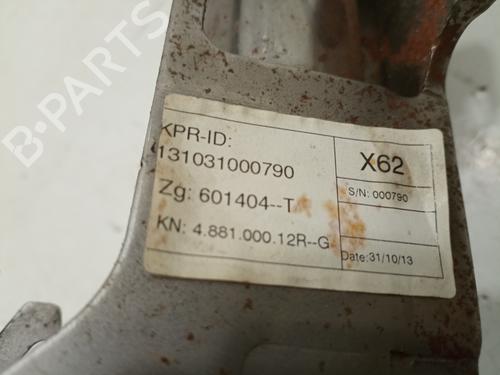 B-PARTS
KPR-ID:
131031000790
Zg: 601404--T
KN: 4.881.000.12R--G
X62
S/N: 000790
Date: 31/10/13